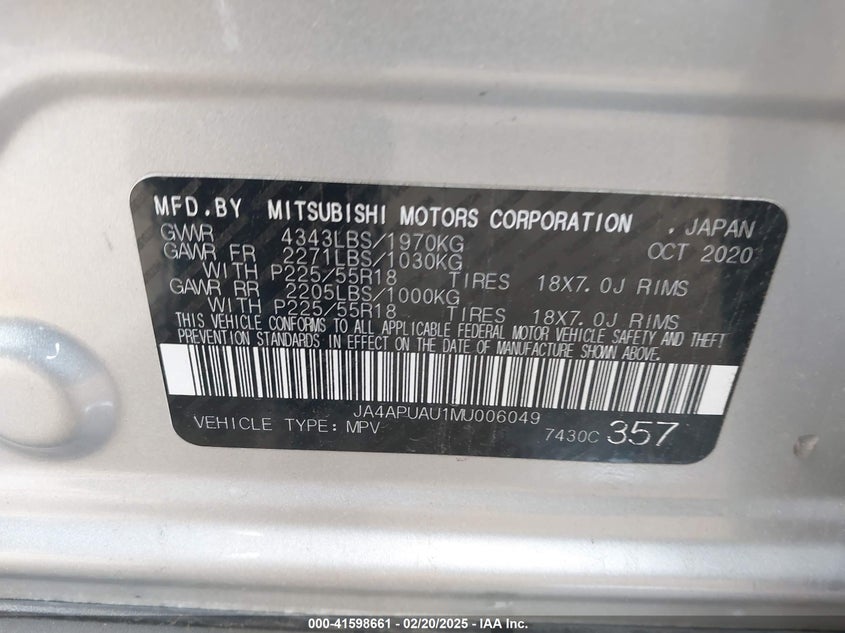 MFD.BY MITSUBISHI MOTORS CORPORATION , JAPAN
GVWR 4343LBS/1970KG OCT 2020
GAWR FR 2271LBS/1030KG
WITH P225/55R18 TIRES 18X7.0J RIMS
GAWR RR 2205LBS/1000KG
WITH P225/55R18 TIRES 18X7.0J RIMS
THIS VEHICLE CONFORMS TO ALL APPLICABLE FEDERAL MOTOR VEHICLE SAFETY AND THEFT
PREVENTION STANDARDS IN EFFECT ON THE DATE OF MANUFACTURE SHOWN ABOVE.
JA4APUAU1MU006049
VEHICLE TYPE: MPV 7430C 357
000-41598661 - 02/20/2025 - IAA Inc.